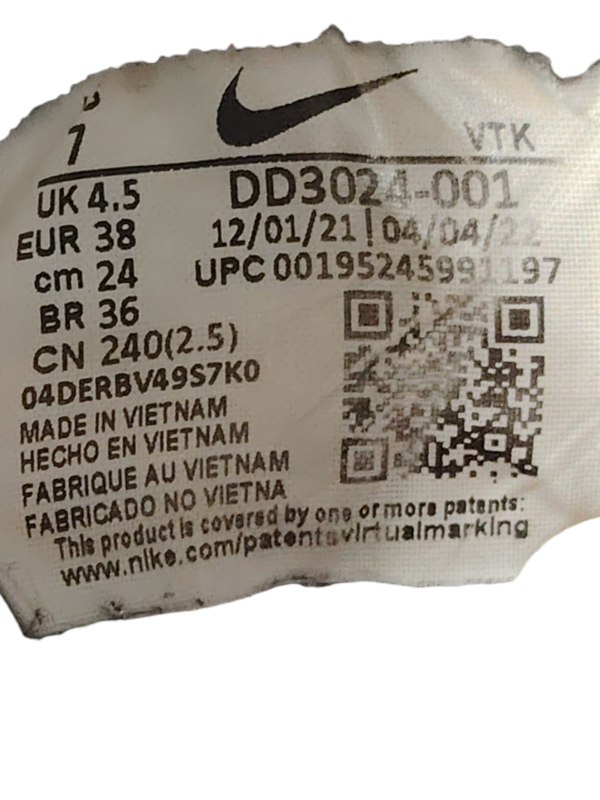 7
VTK
UK 4.5
DD3024-001
EUR 38
12/01/21|04/04/22
cm 24
UPC 00195245991197
BR 36
CN 240(2.5)
04DERBV49S7K0
MADE IN VIETNAM
HECHO EN VIETNAM
FABRIQUE AU VIETNAM
FABRICADO NO VIETNA
This product is covered by one or more patents:
www.nike.com/patentsvirtualmarking